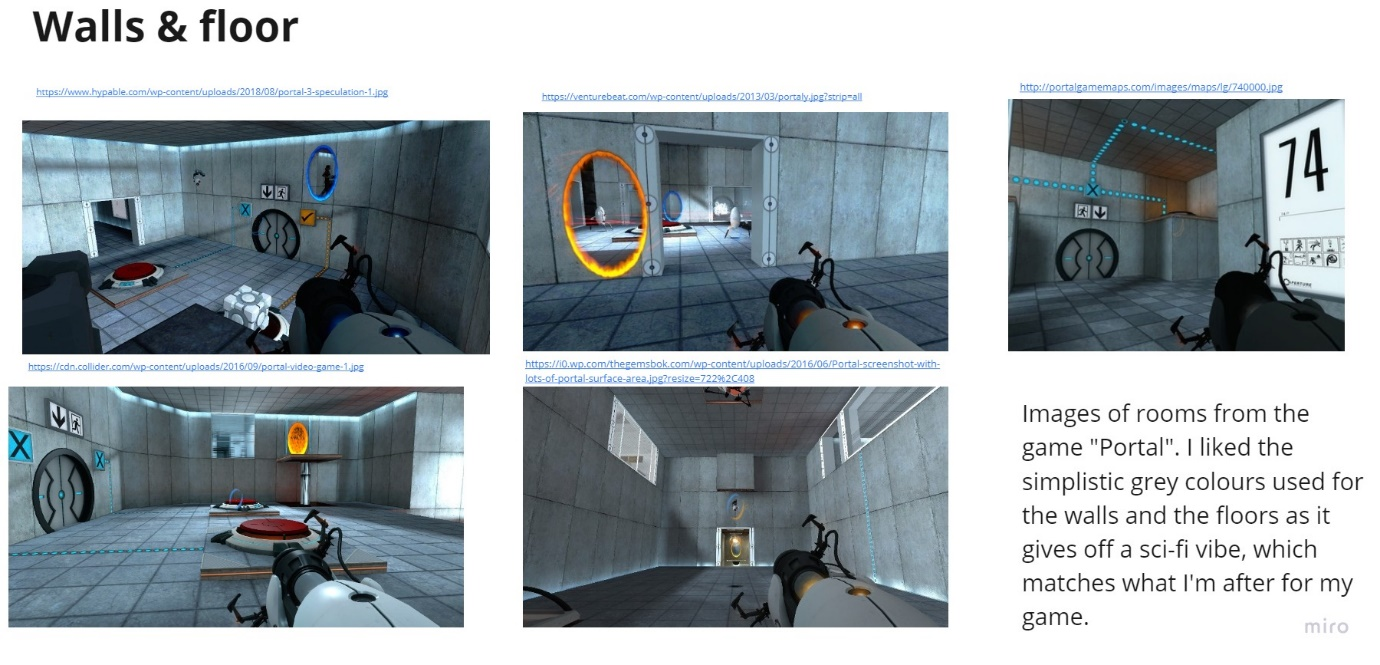 Walls & floor
https://www.hypable.com/wp-content/uploads/2018/08/portal-3-speculation-1.jpg
https://venturebeat.com/wp-content/uploads/2013/03/portaly.jpg?strip=all
http://portalgamemaps.com/images/maps/lg/740000.jpg
74
https://cdn.collider.com/wp-content/uploads/2016/09/portal-video-game-1.jpg
https://i0.wp.com/thegemsbok.com/wp-content/uploads/2016/06/Portal-screenshot-with-
lots-of-portal-surface-area.jpg?resize=722%2C408
Images of rooms from the
game "Portal". I liked the
simplistic grey colours used for
the walls and the floors as it
gives off a sci-fi vibe, which
matches what I'm after for my
game.
miro